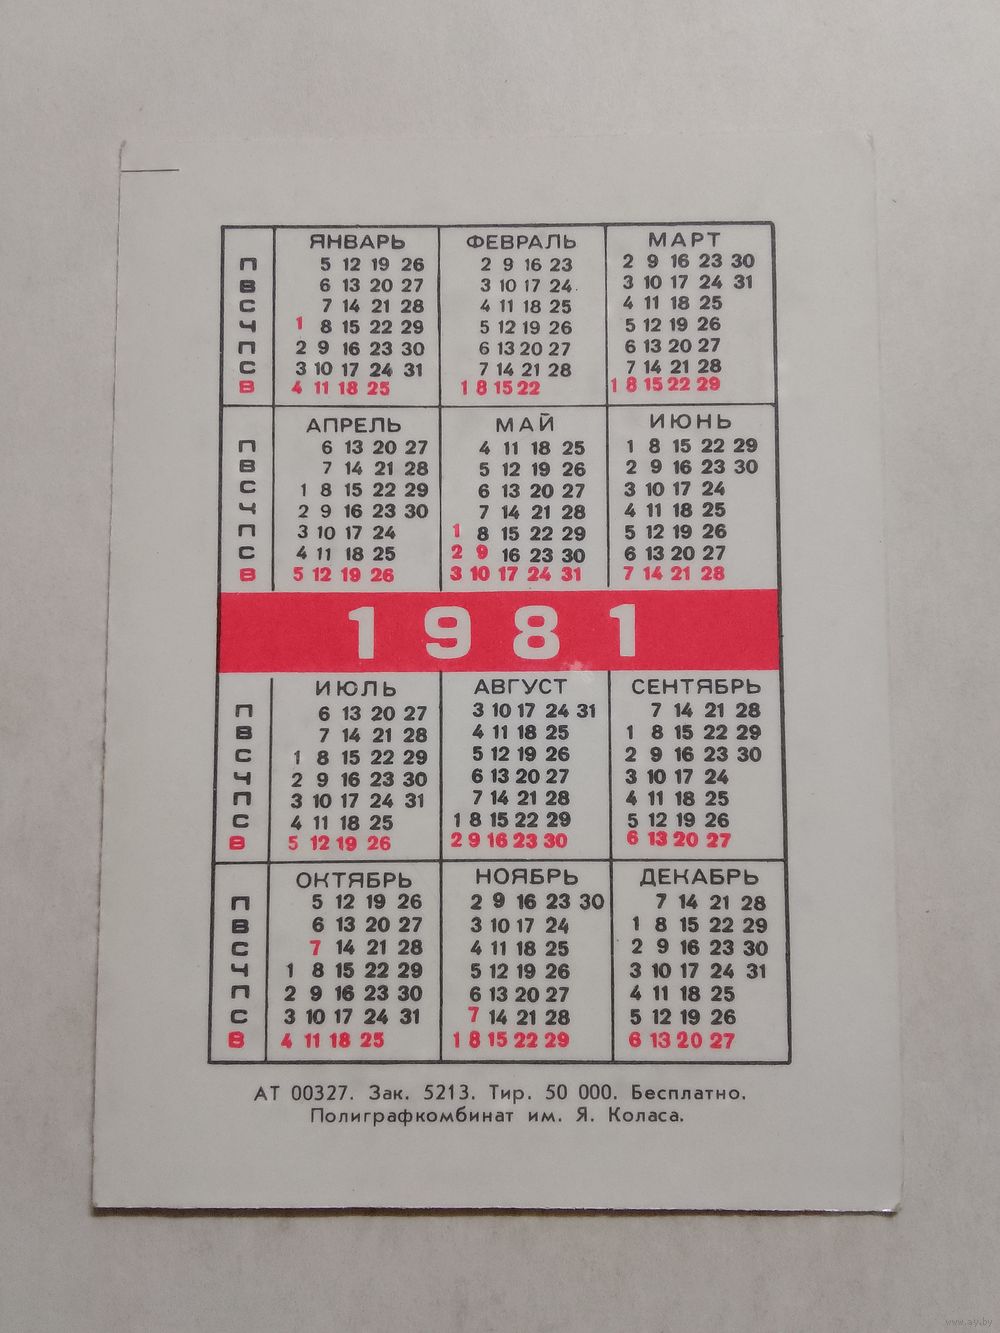 ЯНВАРЬ ФЕВРАЛЬ МАРТ
П 5 12 19 26 2 9 16 23 2 9 16 23 30
В 6 13 20 27 3 10 17 24 3 10 17 24 31
С 7 14 21 28 4 11 18 25 4 11 18 25
Ч 1 8 15 22 29 5 12 19 26 5 12 19 26
П 2 9 16 23 30 6 13 20 27 6 13 20 27
С 3 10 17 24 31 7 14 21 28 7 14 21 28
В 4 11 18 25 1 8 15 22 1 8 15 22 29
АПРЕЛЬ МАЙ ИЮНЬ
П 6 13 20 27 4 11 18 25 1 8 15 22 29
В 7 14 21 28 5 12 19 26 2 9 16 23 30
С 1 8 15 22 29 6 13 20 27 3 10 17 24
Ч 2 9 16 23 30 7 14 21 28 4 11 18 25
П 3 10 17 24 1 8 15 22 29 5 12 19 26
С 4 11 18 25 2 9 16 23 30 6 13 20 27
В 5 12 19 26 3 10 17 24 31 7 14 21 28
1981
ИЮЛЬ АВГУСТ СЕНТЯБРЬ
П 6 13 20 27 3 10 17 24 31 7 14 21 28
В 7 14 21 28 4 11 18 25 1 8 15 22 29
С 1 8 15 22 29 5 12 19 26 2 9 16 23 30
Ч 2 9 16 23 30 6 13 20 27 3 10 17 24
П 3 10 17 24 31 7 14 21 28 4 11 18 25
С 4 11 18 25 1 8 15 22 29 5 12 19 26
В 5 12 19 26 2 9 16 23 30 6 13 20 27
ОКТЯБРЬ НОЯБРЬ ДЕКАБРЬ
П 5 12 19 26 2 9 16 23 30 7 14 21 28
В 6 13 20 27 3 10 17 24 1 8 15 22 29
С 7 14 21 28 4 11 18 25 2 9 16 23 30
Ч 1 8 15 22 29 5 12 19 26 3 10 17 24 31
П 2 9 16 23 30 6 13 20 27 4 11 18 25
С 3 10 17 24 31 7 14 21 28 5 12 19 26
В 4 11 18 25 1 8 15 22 29 6 13 20 27
АТ 00327. Зак. 5213. Тир. 50 000. Бесплатно.
Полиграфкомбинат им. Я. Коласа.
www.ay.by